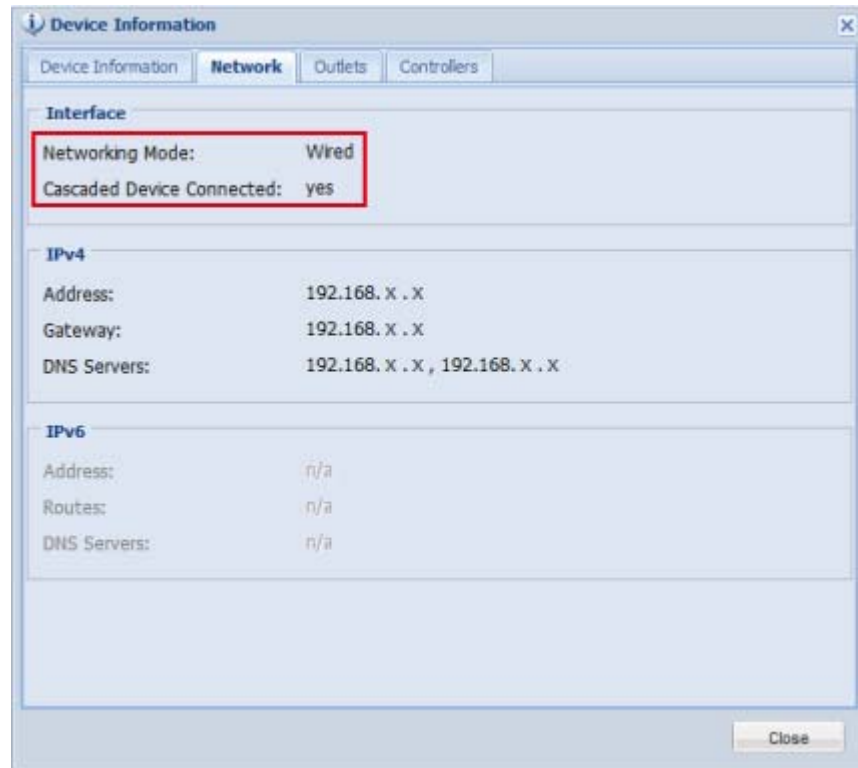 Device Information
Device Information Network Outlets Controllers
Interface
Networking Mode: Wired
Cascaded Device Connected: yes
IPv4
Address: 192.168. x . x
Gateway: 192.168. x . x
DNS Servers: 192.168. x . x , 192.168. x . x
IPv6
Address: n/a
Routes: n/a
DNS Servers: n/a
Close